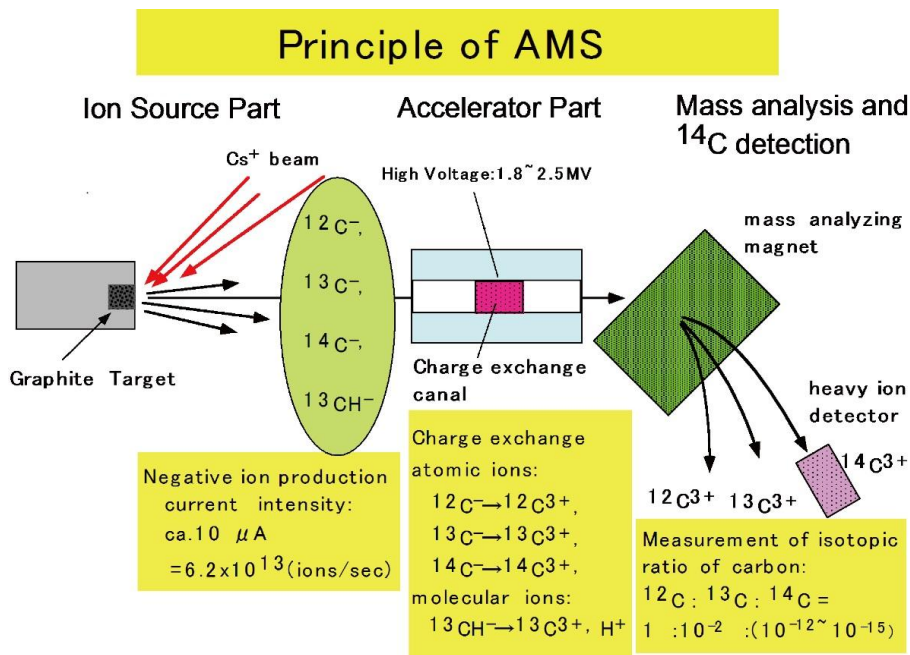 Principle of AMS
Ion Source Part
Accelerator Part
Mass analysis and
¹⁴C detection
Cs⁺ beam
High Voltage:1.8~2.5MV
mass analyzing
magnet
¹²C⁻,
¹³C⁻,
¹⁴C⁻,
¹³CH⁻
Graphite Target
Charge exchange
canal
heavy ion
detector
¹⁴C³⁺
¹²C³⁺
¹³C³⁺
Negative ion production
current intensity:
ca.10 μA
=6.2x10¹³(ions/sec)
Charge exchange
atomic ions:
¹²C⁻→¹²C³⁺,
¹³C⁻→¹³C³⁺,
¹⁴C⁻→¹⁴C³⁺,
molecular ions:
¹³CH⁻→¹³C³⁺, H⁺
Measurement of isotopic
ratio of carbon:
¹²C : ¹³C : ¹⁴C =
1 :10⁻² :(10⁻¹²~10⁻¹⁵)